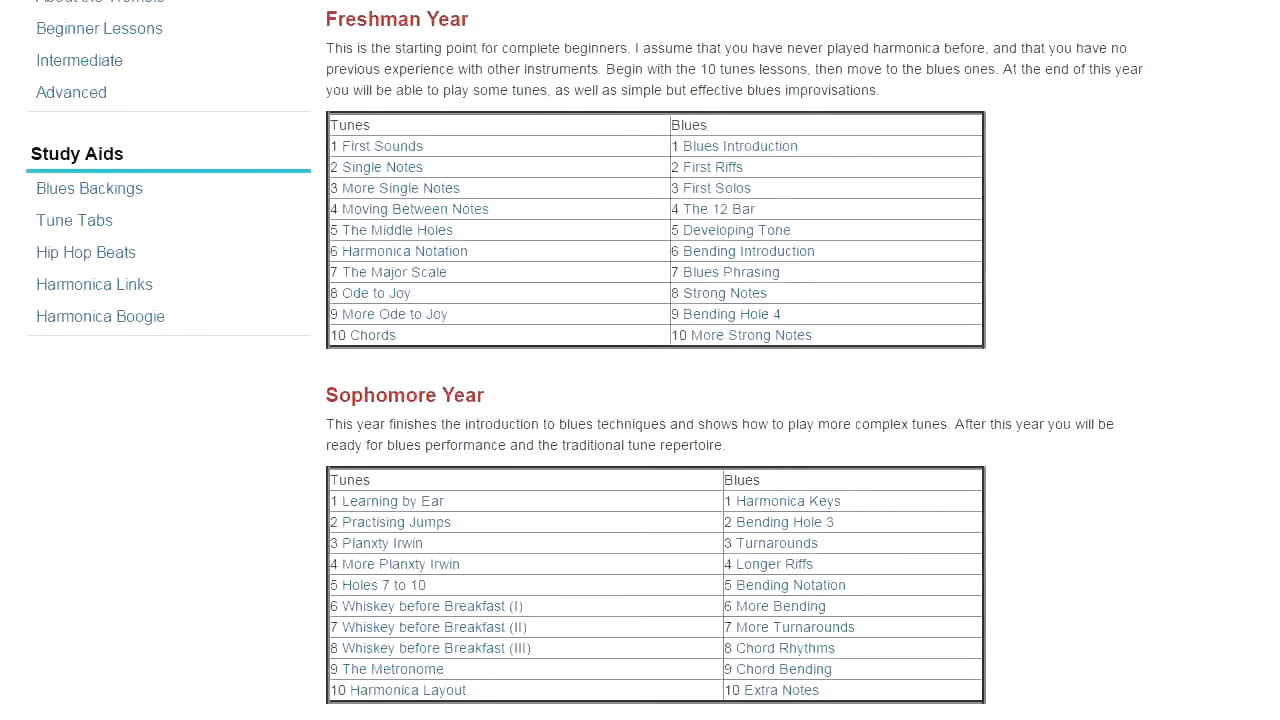 Beginner Lessons
Intermediate
Advanced
Study Aids
Blues Backings
Tune Tabs
Hip Hop Beats
Harmonica Links
Harmonica Boogie
Freshman Year
This is the starting point for complete beginners. I assume that you have never played harmonica before, and that you have no
previous experience with other instruments. Begin with the 10 tunes lessons, then move to the blues ones. At the end of this year
you will be able to play some tunes, as well as simple but effective blues improvisations.
Tunes Blues
1 First Sounds 1 Blues Introduction
2 Single Notes 2 First Riffs
3 More Single Notes 3 First Solos
4 Moving Between Notes 4 The 12 Bar
5 The Middle Holes 5 Developing Tone
6 Harmonica Notation 6 Bending Introduction
7 The Major Scale 7 Blues Phrasing
8 Ode to Joy 8 Strong Notes
9 More Ode to Joy 9 Bending Hole 4
10 Chords 10 More Strong Notes
Sophomore Year
This year finishes the introduction to blues techniques and shows how to play more complex tunes. After this year you will be
ready for blues performance and the traditional tune repertoire.
Tunes Blues
1 Learning by Ear 1 Harmonica Keys
2 Practising Jumps 2 Bending Hole 3
3 Planxty Irwin 3 Turnarounds
4 More Planxty Irwin 4 Longer Riffs
5 Holes 7 to 10 5 Bending Notation
6 Whiskey before Breakfast (I) 6 More Bending
7 Whiskey before Breakfast (II) 7 More Turnarounds
8 Whiskey before Breakfast (III) 8 Chord Rhythms
9 The Metronome 9 Chord Bending
10 Harmonica Layout 10 Extra Notes